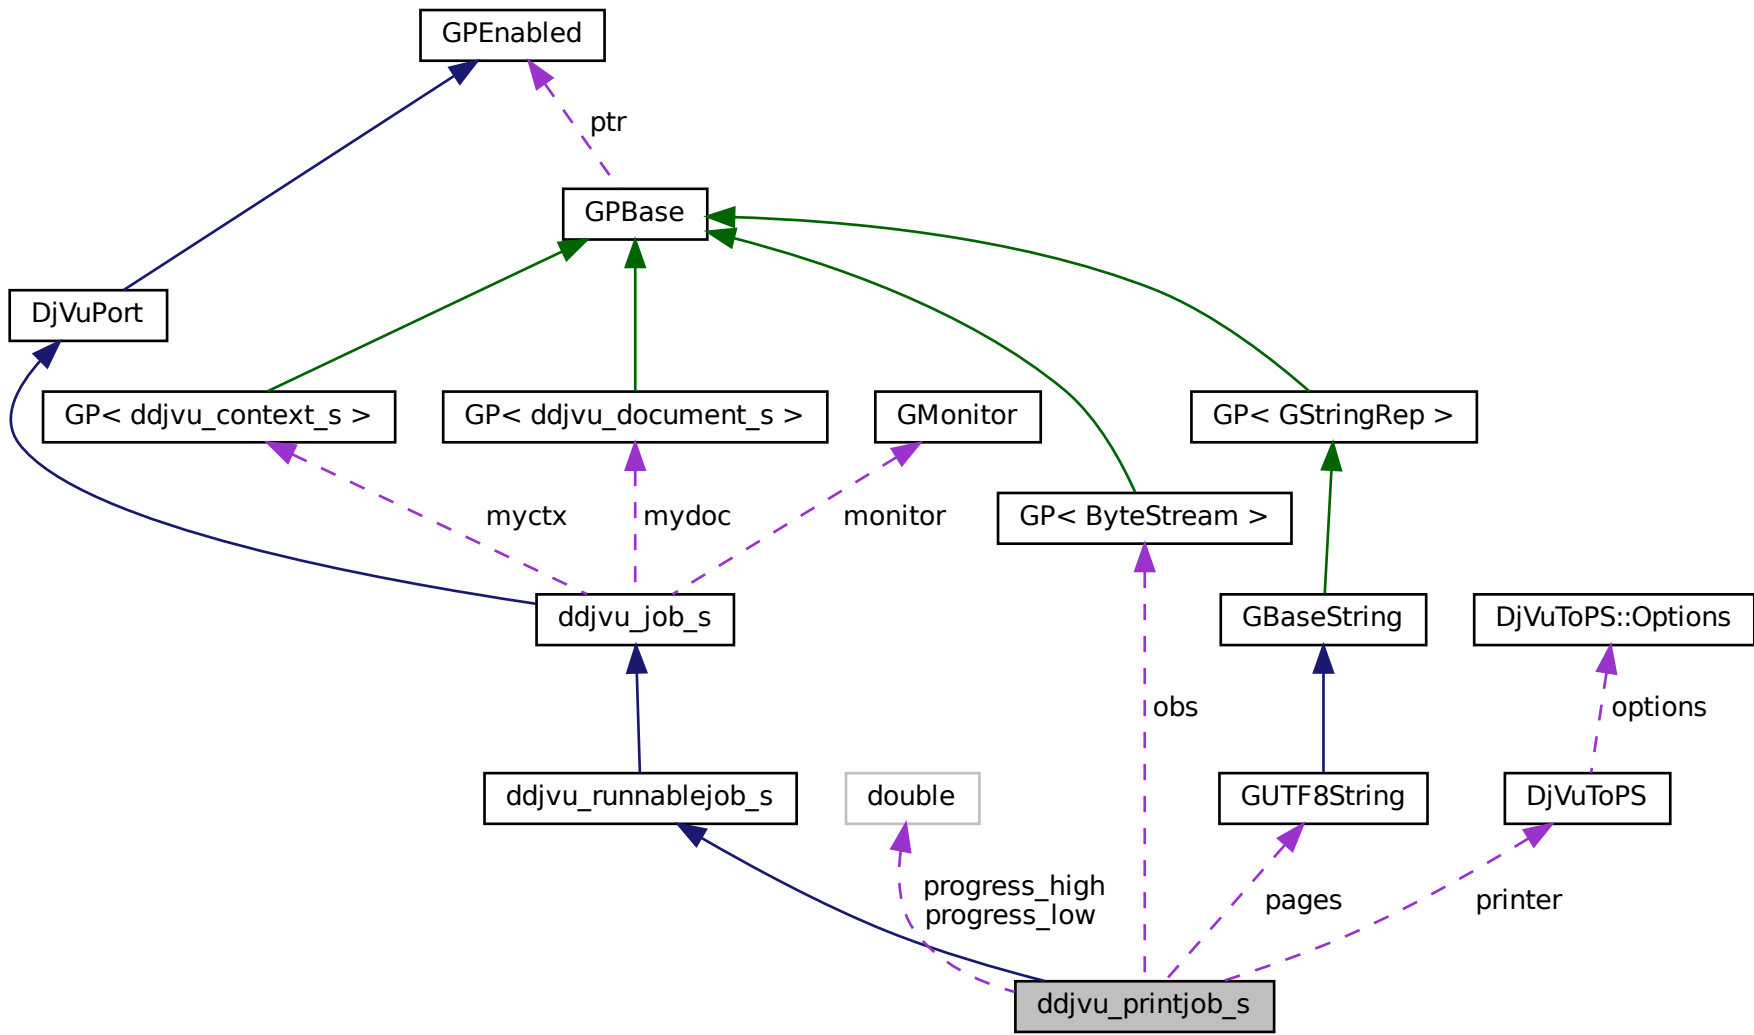 GPEnabled
ptr
GPBase
DjVuPort
GP< ddjvu_context_s >
GP< ddjvu_document_s >
GMonitor
GP< GStringRep >
myctx
mydoc
monitor
GP< ByteStream >
ddjvu_job_s
GBaseString
DjVuToPS::Options
obs
options
ddjvu_runnablejob_s
double
GUTF8String
DjVuToPS
progress_high
progress_low
pages
printer
ddjvu_printjob_s